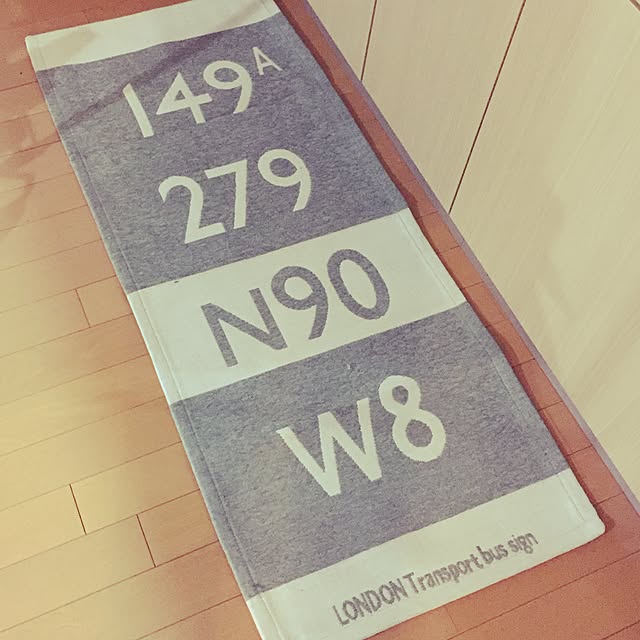 149A
279
N90
W8
LONDON Transport bus sign